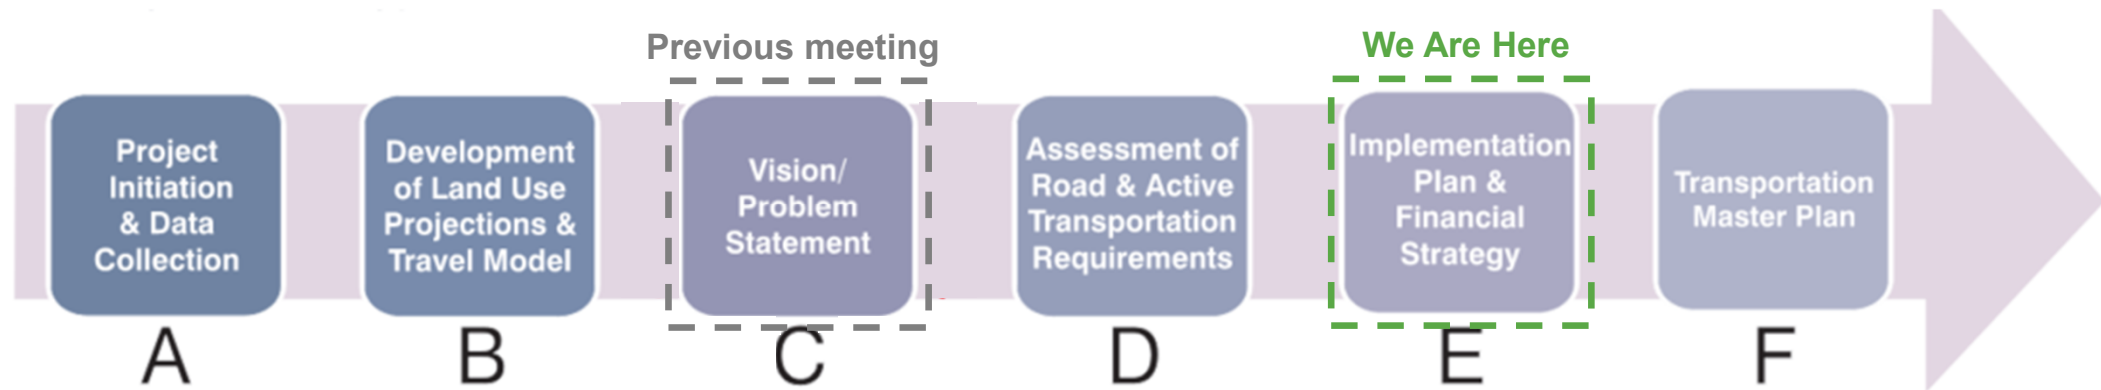 Previous meeting
We Are Here
Project
Initiation
& Data
Collection
Development
of Land Use
Projections &
Travel Model
Vision/
Problem
Statement
Assessment of
Road & Active
Transportation
Requirements
Implementation
Plan &
Financial
Strategy
Transportation
Master Plan
A
B
C
D
E
F